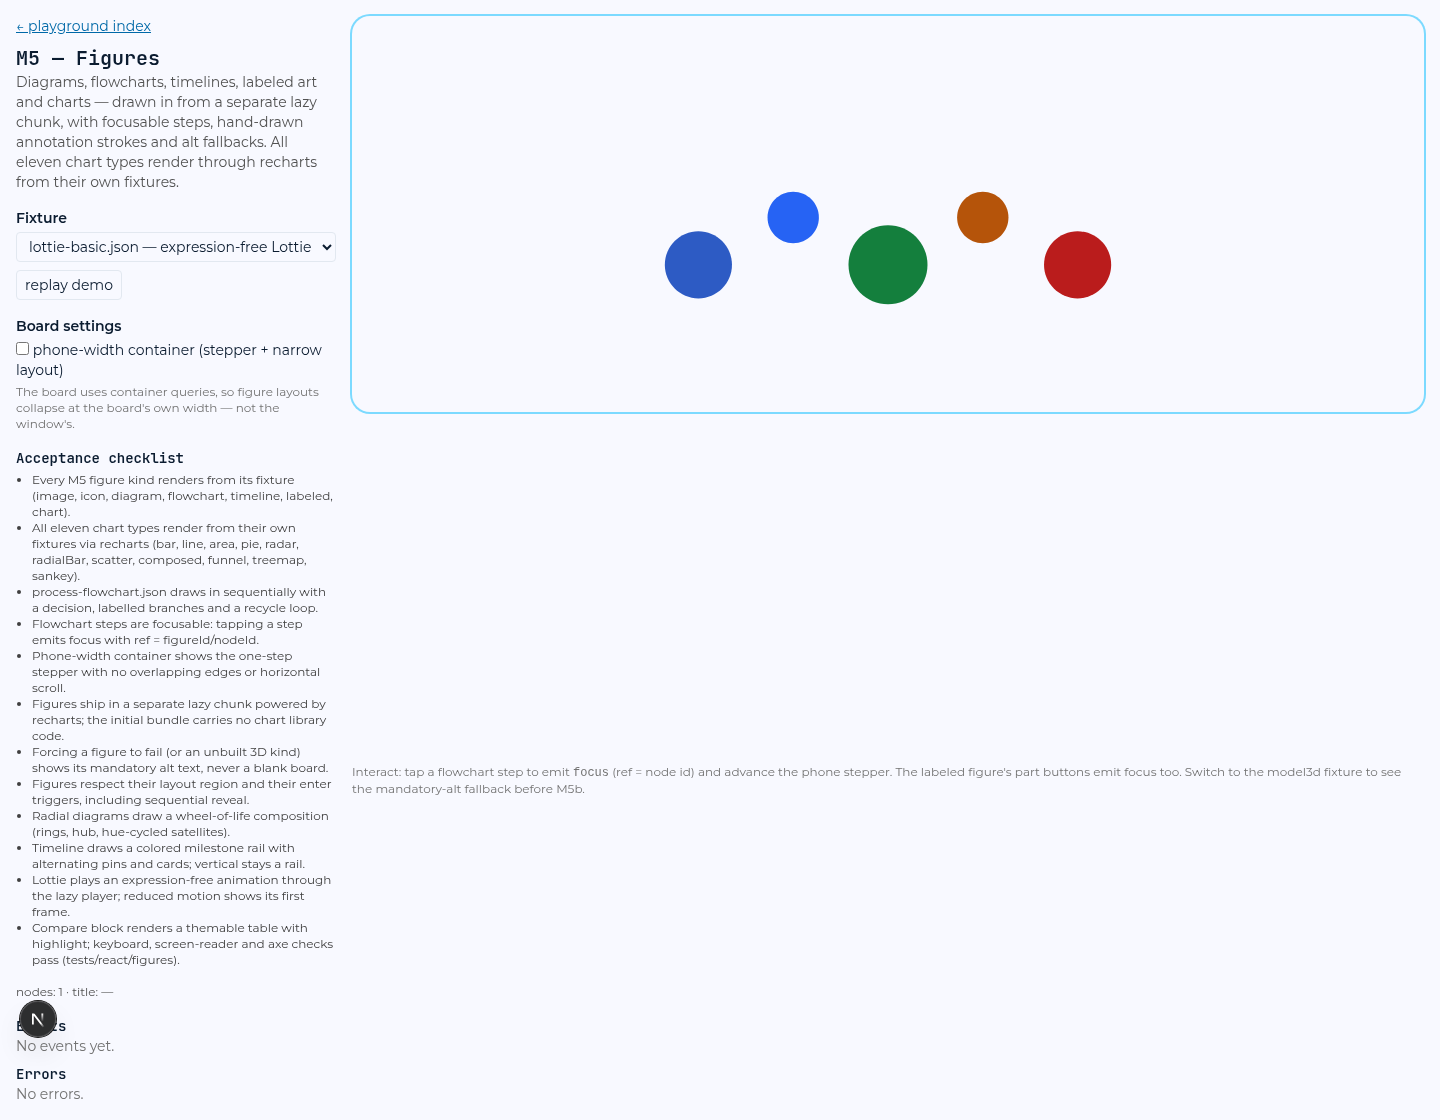 ← playground index
M5 — Figures
Diagrams, flowcharts, timelines, labeled art
and charts — drawn in from a separate lazy
chunk, with focusable steps, hand-drawn
annotation strokes and alt fallbacks. All
eleven chart types render through recharts
from their own fixtures.
Fixture
lottie-basic.json — expression-free Lottie
replay demo
Board settings
phone-width container (stepper + narrow
layout)
The board uses container queries, so figure layouts
collapse at the board's own width — not the
window's.
Acceptance checklist
• Every M5 figure kind renders from its fixture
(image, icon, diagram, flowchart, timeline, labeled,
chart).
• All eleven chart types render from their own
fixtures via recharts (bar, line, area, pie, radar,
radialBar, scatter, composed, funnel, treemap,
sankey).
• process-flowchart.json draws in sequentially with
a decision, labelled branches and a recycle loop.
• Flowchart steps are focusable: tapping a step
emits focus with ref = figureId/nodeId.
• Phone-width container shows the one-step
stepper with no overlapping edges or horizontal
scroll.
• Figures ship in a separate lazy chunk powered by
recharts; the initial bundle carries no chart library
code.
• Forcing a figure to fail (or an unbuilt 3D kind)
shows its mandatory alt text, never a blank board.
• Figures respect their layout region and their enter
triggers, including sequential reveal.
• Radial diagrams draw a wheel-of-life composition
(rings, hub, hue-cycled satellites).
• Timeline draws a colored milestone rail with
alternating pins and cards; vertical stays a rail.
• Lottie plays an expression-free animation through
the lazy player; reduced motion shows its first
frame.
• Compare block renders a themable table with
highlight; keyboard, screen-reader and axe checks
pass (tests/react/figures).
nodes: 1 · title: —
N
No events yet.
Errors
No errors.
Interact: tap a flowchart step to emit focus (ref = node id) and advance the phone stepper. The labeled figure's part buttons emit focus too. Switch to the model3d fixture to see
the mandatory-alt fallback before M5b.